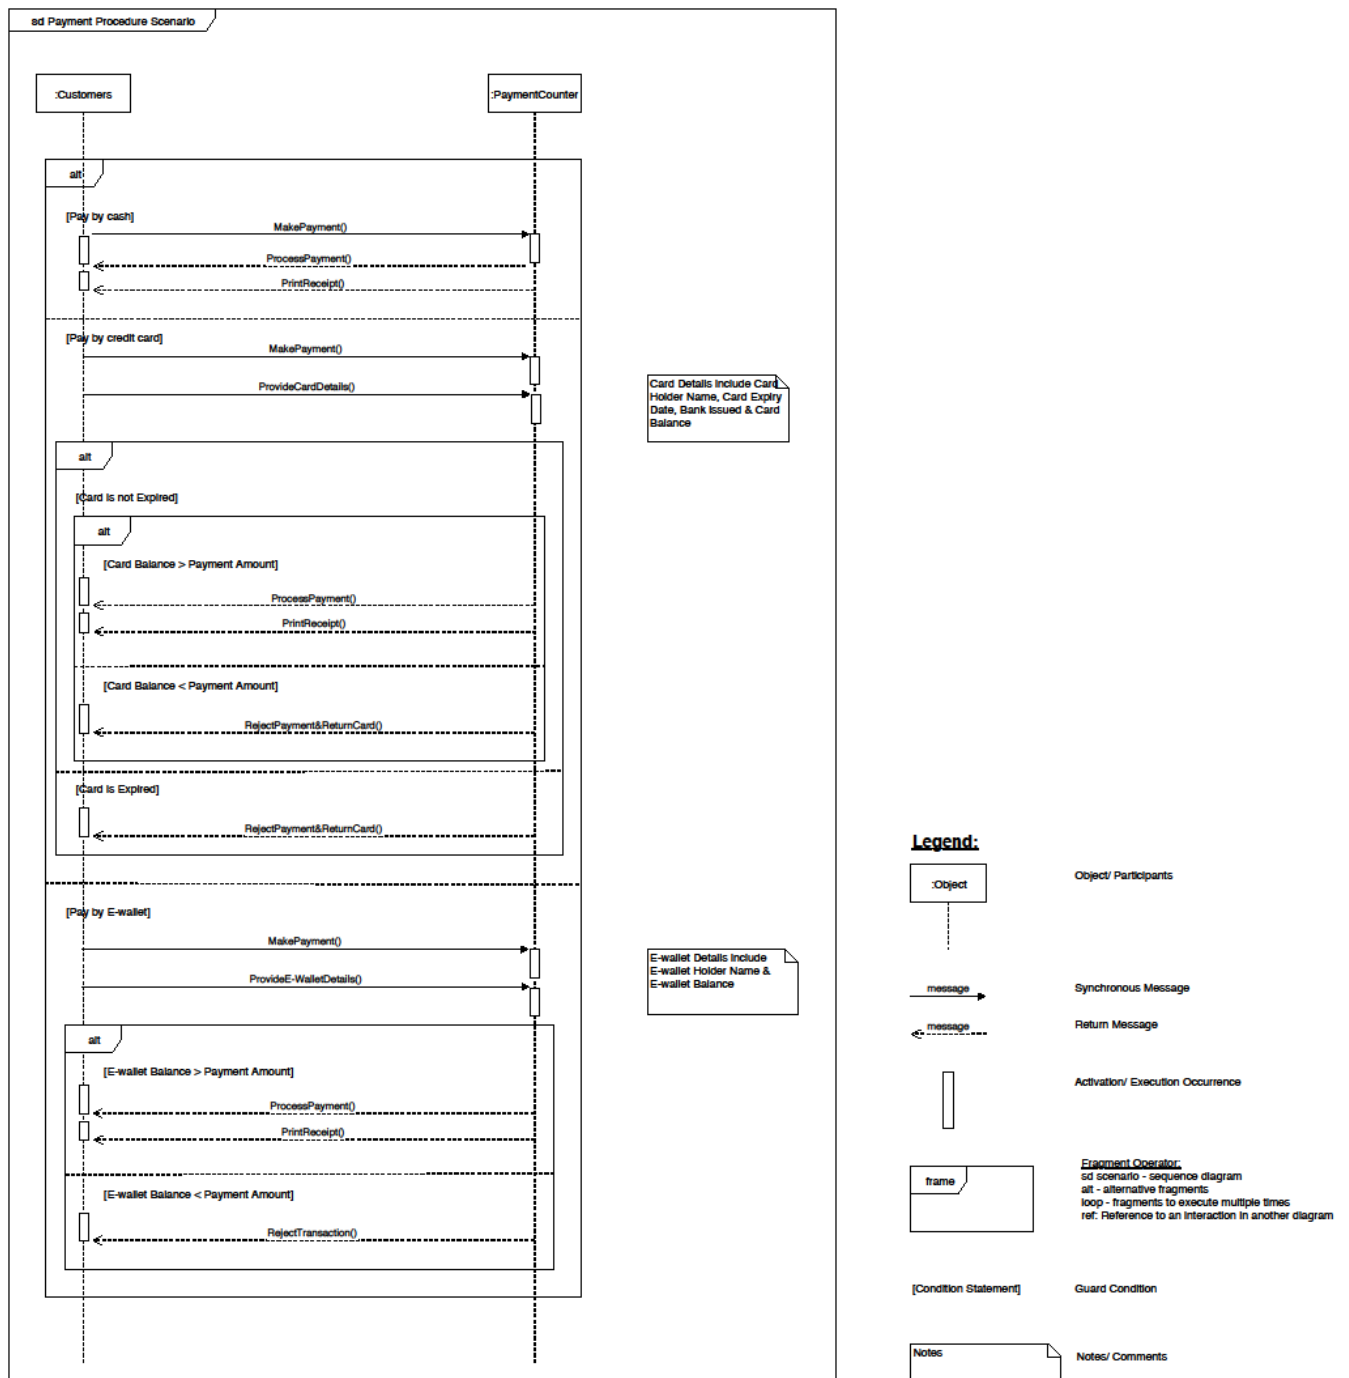 sd Payment Procedure Scenario
:Customers
:PaymentCounter
alt
[Pay by cash]
MakePayment()
ProcessPayment()
PrintReceipt()
[Pay by credit card]
MakePayment()
ProvideCardDetails()
Card Details Include Card
Holder Name, Card Expiry
Date, Bank Issued & Card
Balance
alt
[Card is not Expired]
alt
[Card Balance > Payment Amount]
ProcessPayment()
PrintReceipt()
[Card Balance < Payment Amount]
RejectPayment&ReturnCard()
[Card is Expired]
RejectPayment&ReturnCard()
[Pay by E-wallet]
MakePayment()
ProvideE-WalletDetails()
E-wallet Details Include
E-wallet Holder Name &
E-wallet Balance
alt
[E-wallet Balance > Payment Amount]
ProcessPayment()
PrintReceipt()
[E-wallet Balance < Payment Amount]
RejectTransaction()
Legend:
:Object
Object/ Participants
message
Synchronous Message
message
Return Message
Activation/ Execution Occurrence
frame
Fragment Operator:
sd scenario - sequence diagram
alt - alternative fragments
loop - fragments to execute multiple times
ref: Reference to an interaction in another diagram
[Condition Statement]
Guard Condition
Notes
Notes/ Comments